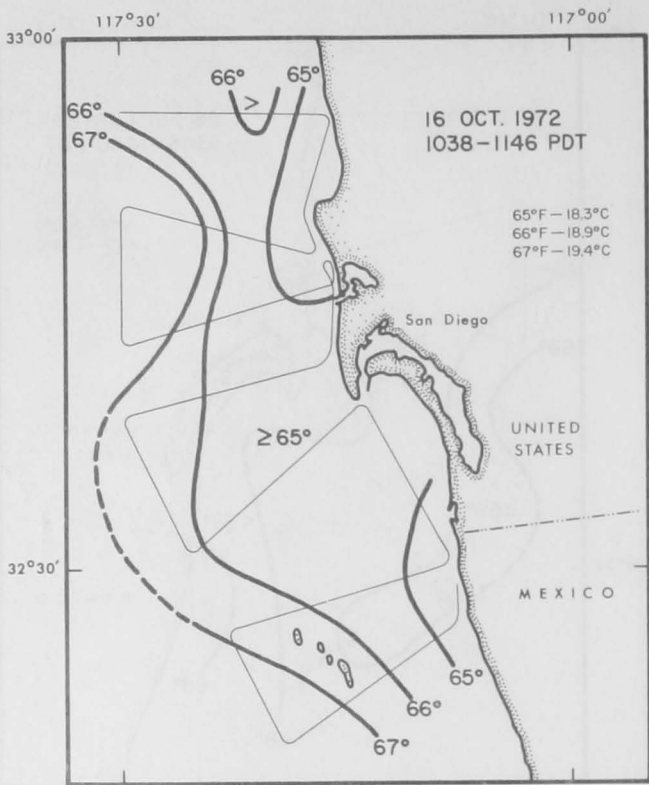 117°30′
117°00′
33°00′
66°
65°
>
66°
67°
16 OCT. 1972
1038–1146 PDT
65°F–18.3°C
66°F–18.9°C
67°F–19.4°C
San Diego
≥65°
UNITED
STATES
32°30′
MEXICO
65°
66°
67°